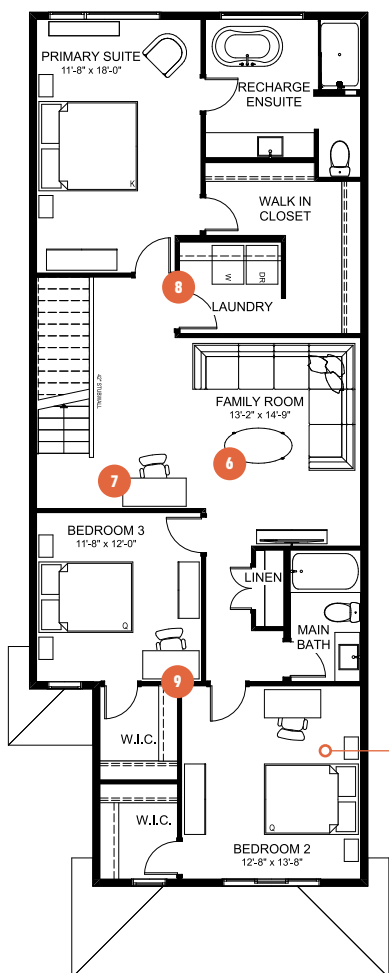 PRIMARY SUITE
11'-8" x 18'-0"
RECHARGE
ENSUITE
K
WALK IN
CLOSET
8
W
DR
LAUNDRY
42" STUBWALL
FAMILY ROOM
13'-2" x 14'-9"
6
7
BEDROOM 3
11'-8" x 12'-0"
LINEN
Q
MAIN
BATH
9
W.I.C.
W.I.C.
Q
BEDROOM 2
12'-8" x 13'-8"